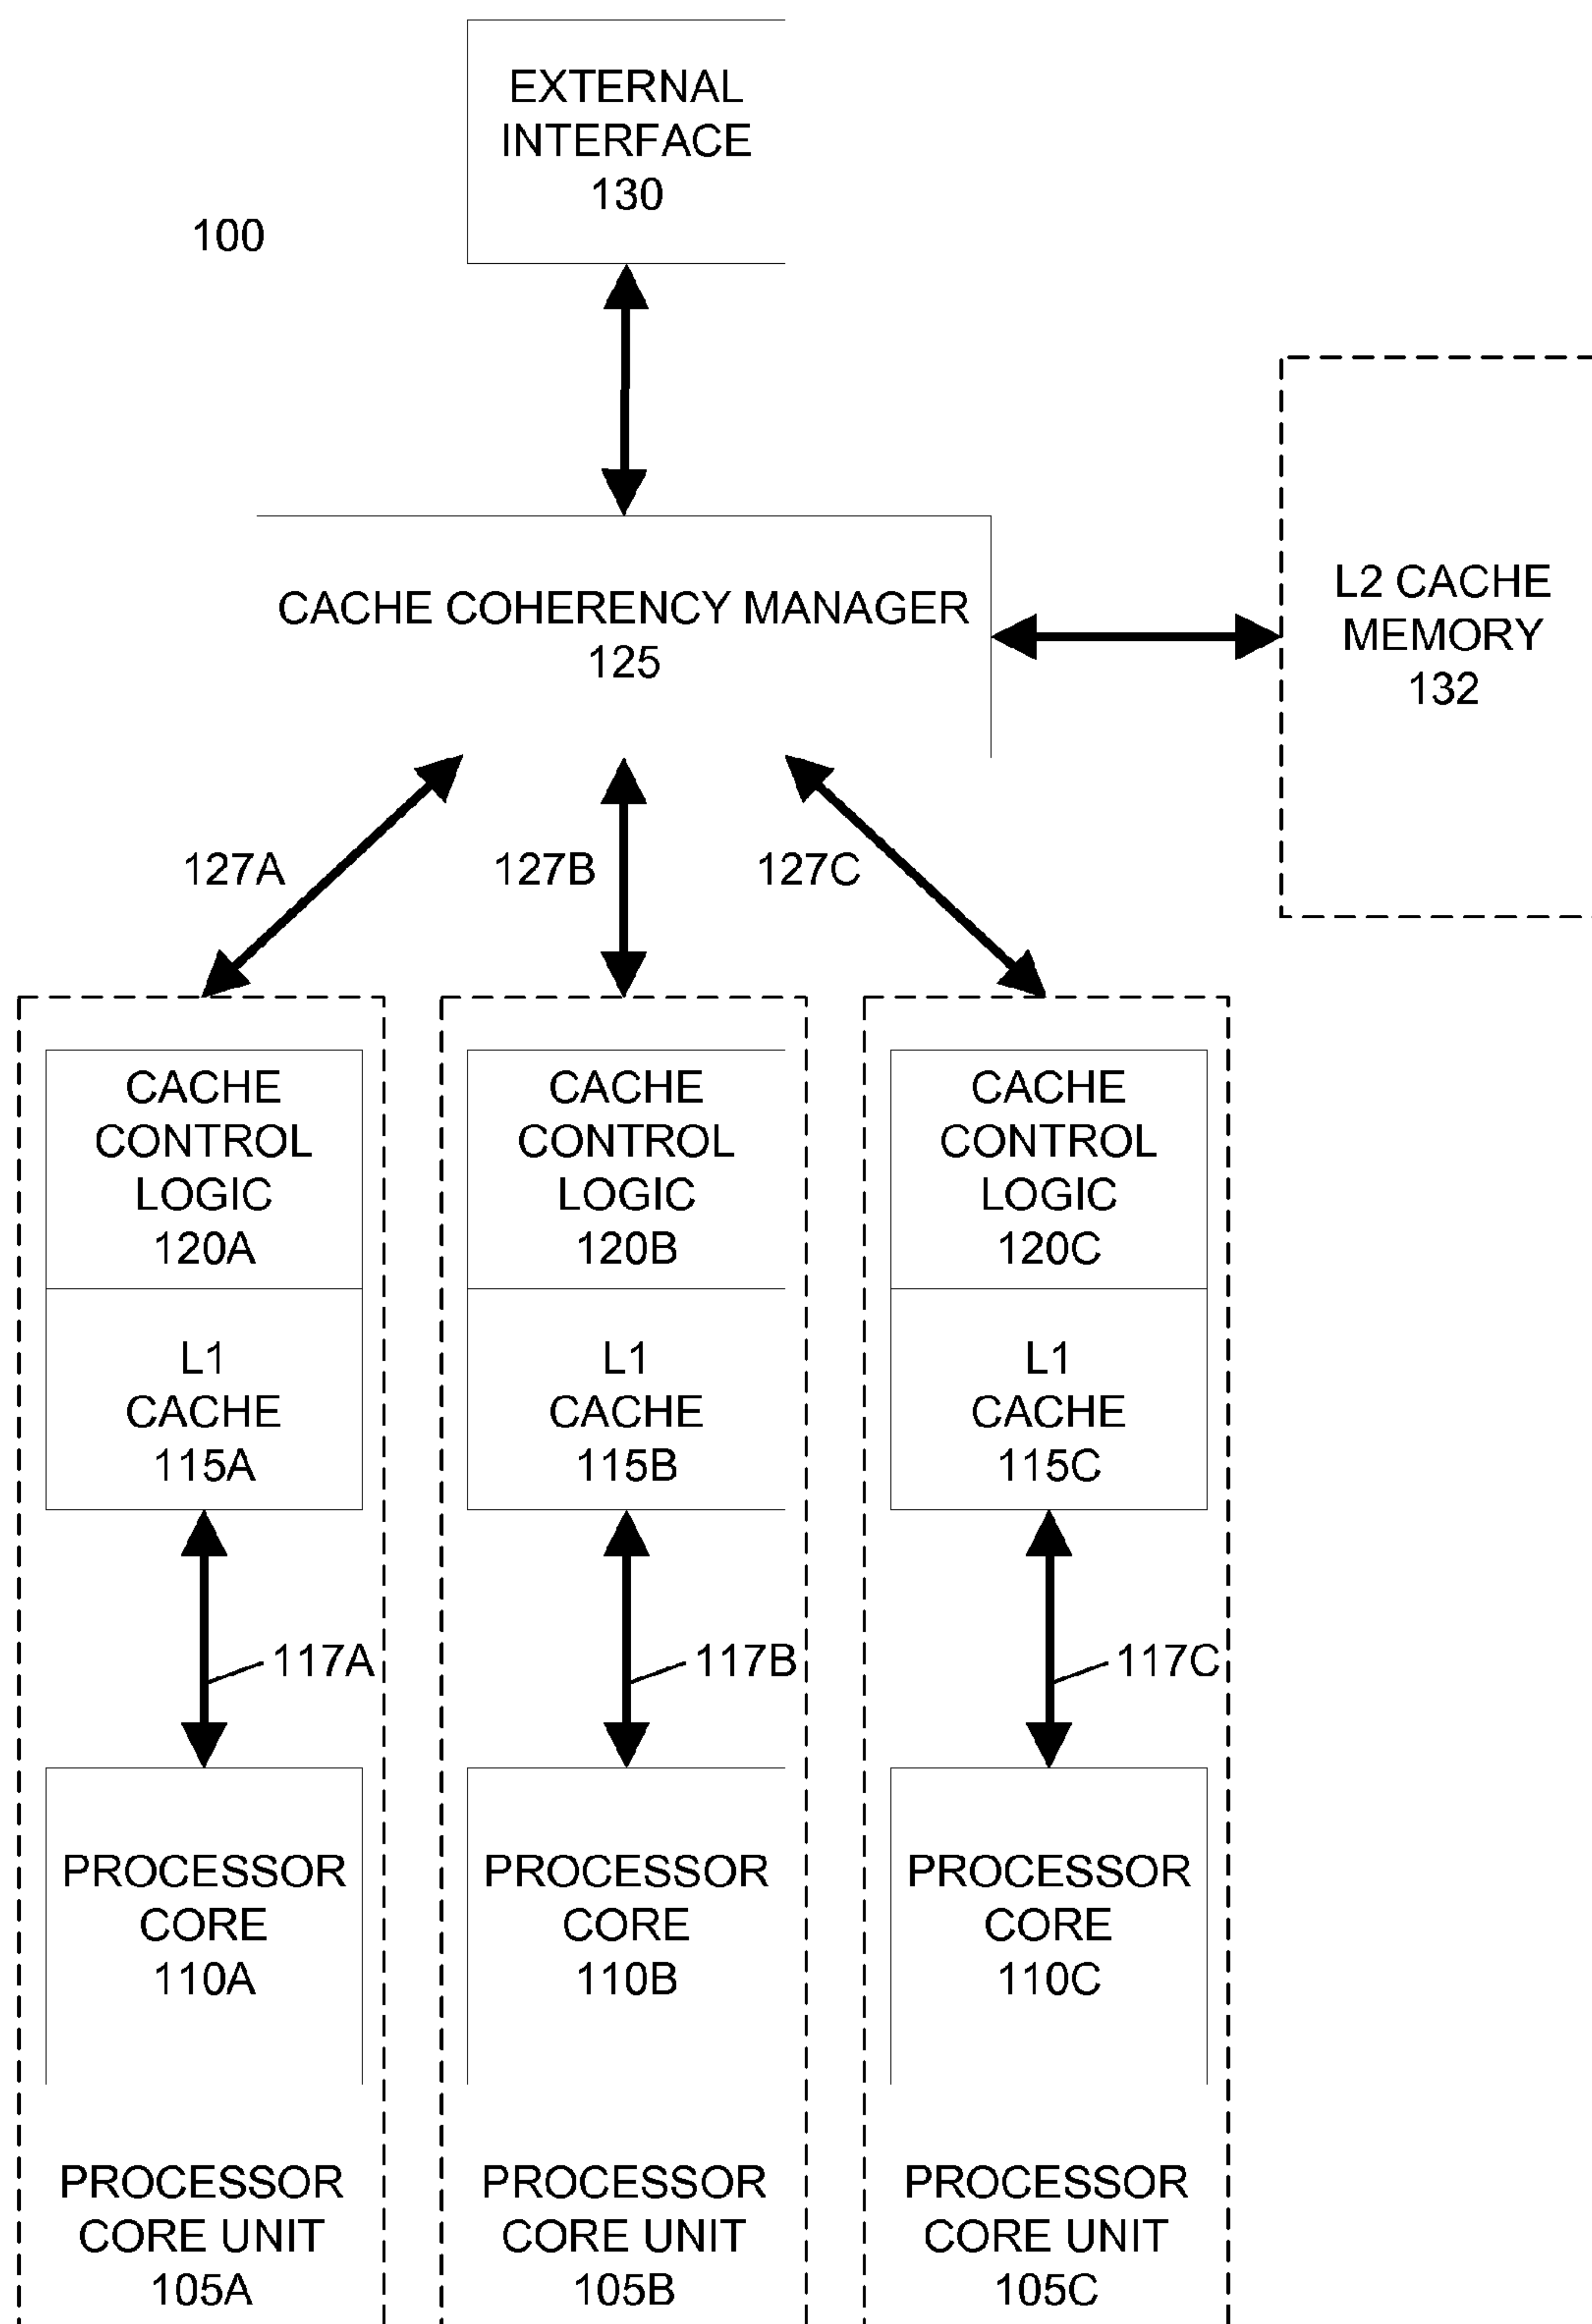 EXTERNAL
INTERFACE
130
100
CACHE COHERENCY MANAGER
125
L2 CACHE
MEMORY
132
127A
127B
127C
CACHE
CONTROL
LOGIC
120A
L1
CACHE
115A
117A
PROCESSOR
CORE
110A
PROCESSOR
CORE UNIT
105A
CACHE
CONTROL
LOGIC
120B
L1
CACHE
115B
117B
PROCESSOR
CORE
110B
PROCESSOR
CORE UNIT
105B
CACHE
CONTROL
LOGIC
120C
L1
CACHE
115C
117C
PROCESSOR
CORE
110C
PROCESSOR
CORE UNIT
105C